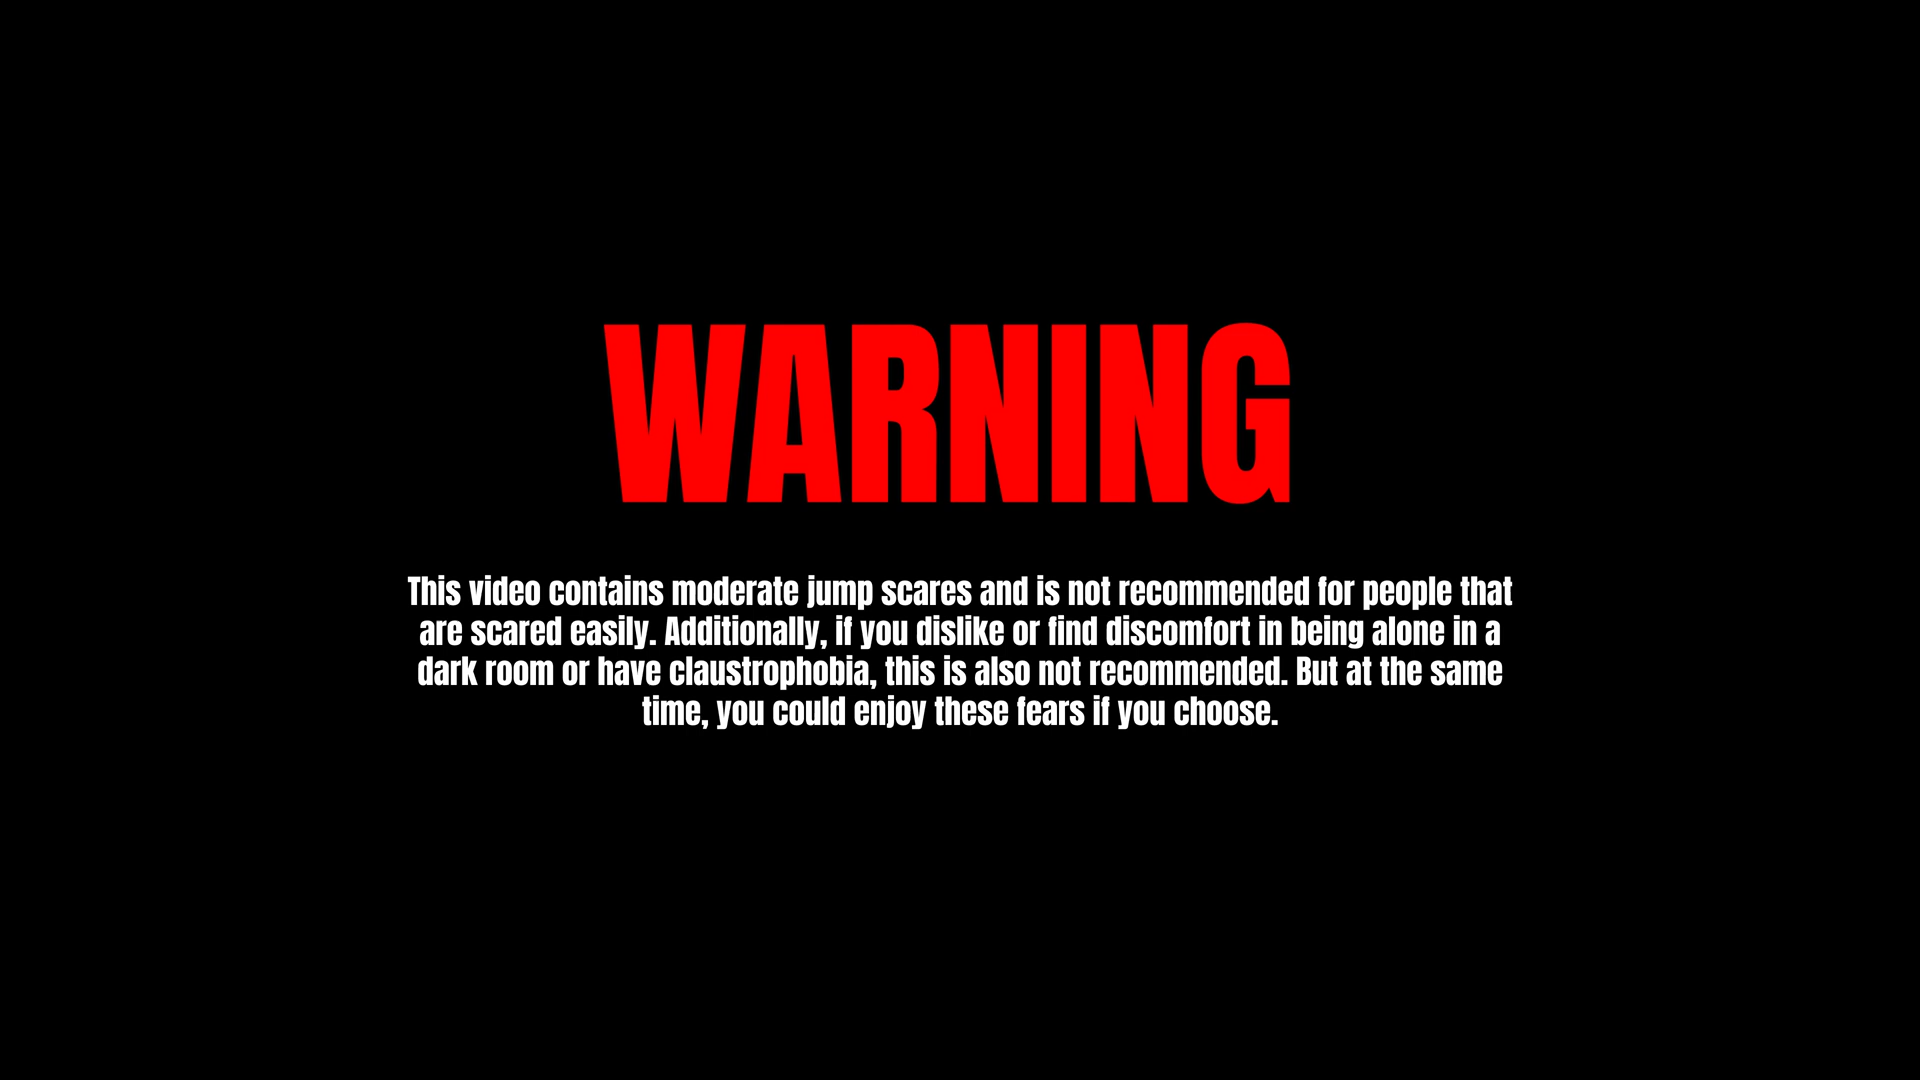 WARNING
This video contains moderate jump scares and is not recommended for people that
are scared easily. Additionally, if you dislike or find discomfort in being alone in a
dark room or have claustrophobia, this is also not recommended. But at the same
time, you could enjoy these fears if you choose.